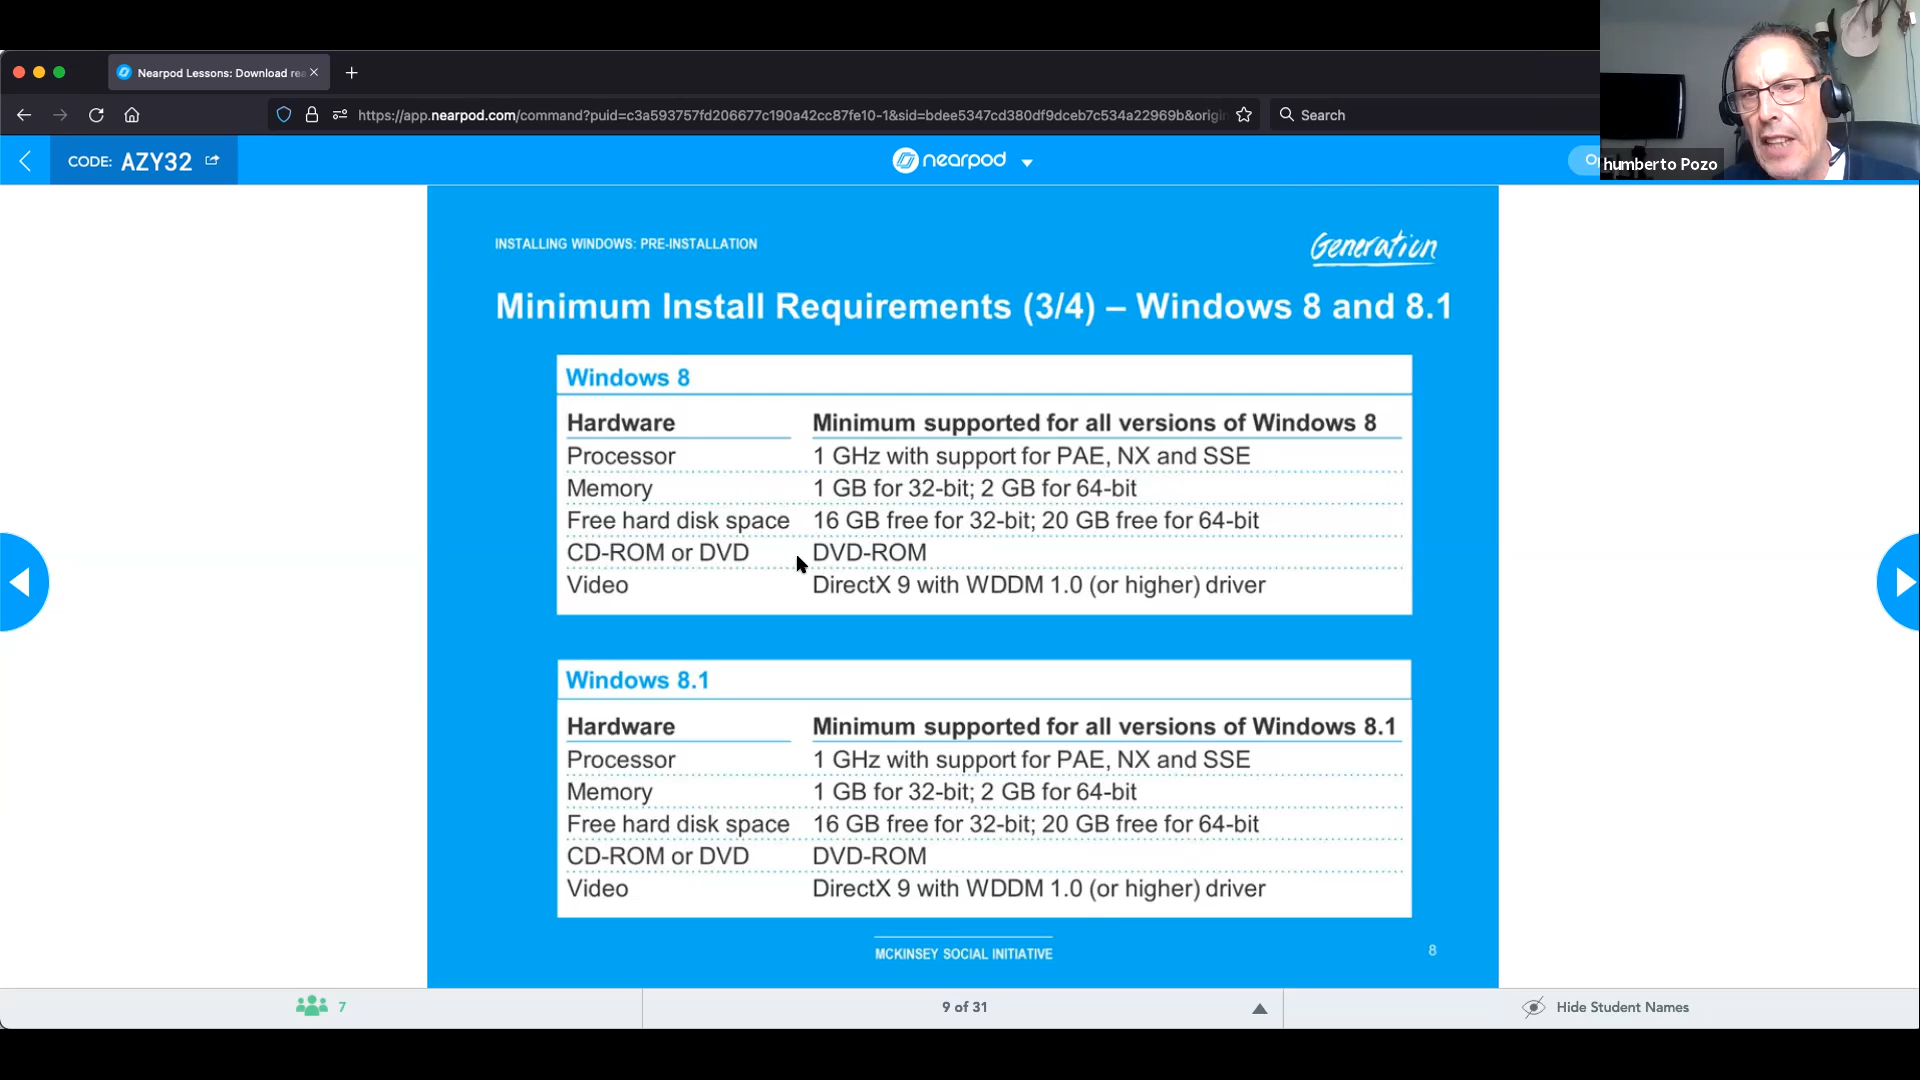 Nearpod Lessons: Download rea
https://app.nearpod.com/command?puid=c3a593757fd206677c190a42cc87fe10-1&sid=bdee5347cd380df9dceb7c534a22969b&origi
Search
CODE: AZY32
nearpod
humberto Pozo
INSTALLING WINDOWS: PRE-INSTALLATION
Generation
Minimum Install Requirements (3/4) – Windows 8 and 8.1
Windows 8
Hardware Minimum supported for all versions of Windows 8
Processor 1 GHz with support for PAE, NX and SSE
Memory 1 GB for 32-bit; 2 GB for 64-bit
Free hard disk space 16 GB free for 32-bit; 20 GB free for 64-bit
CD-ROM or DVD DVD-ROM
Video DirectX 9 with WDDM 1.0 (or higher) driver
Windows 8.1
Hardware Minimum supported for all versions of Windows 8.1
Processor 1 GHz with support for PAE, NX and SSE
Memory 1 GB for 32-bit; 2 GB for 64-bit
Free hard disk space 16 GB free for 32-bit; 20 GB free for 64-bit
CD-ROM or DVD DVD-ROM
Video DirectX 9 with WDDM 1.0 (or higher) driver
MCKINSEY SOCIAL INITIATIVE
8
7
9 of 31
Hide Student Names